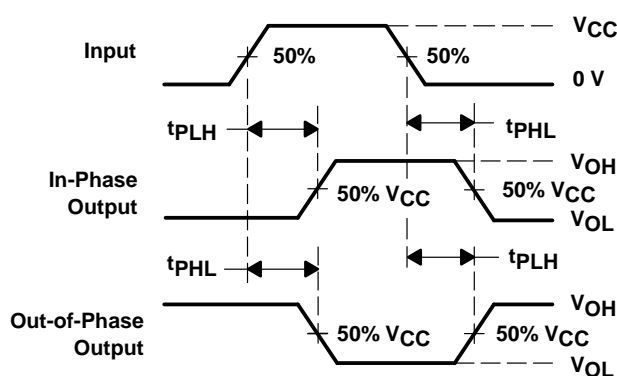 Input
50%
50%
VCC
0 V
tPLH
tPHL
In-Phase
Output
50% VCC
50% VCC
VOH
VOL
tPHL
tPLH
Out-of-Phase
Output
50% VCC
50% VCC
VOH
VOL